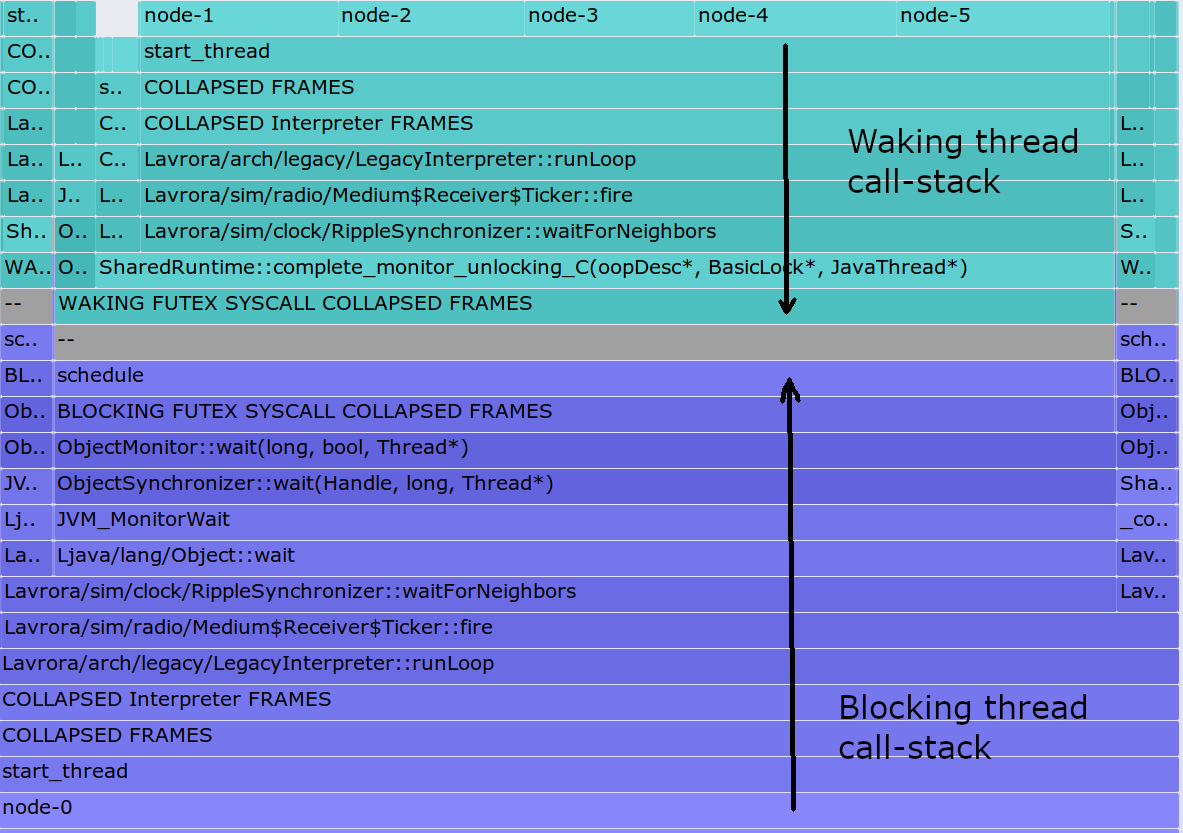 st.. node-1 node-2 node-3 node-4 node-5
CO.. start_thread
CO.. s.. COLLAPSED FRAMES
La.. C.. COLLAPSED Interpreter FRAMES L..
La.. L.. C.. Lavrora/arch/legacy/LegacyInterpreter::runLoop L..
La.. J.. L.. Lavrora/sim/radio/Medium$Receiver$Ticker::fire L..
Sh.. O.. L.. Lavrora/sim/clock/RippleSynchronizer::waitForNeighbors S..
WA.. O.. SharedRuntime::complete_monitor_unlocking_C(oopDesc*, BasicLock*, JavaThread*) W..
-- WAKING FUTEX SYSCALL COLLAPSED FRAMES --
sc.. -- sch..
BL.. schedule BLO..
Ob.. BLOCKING FUTEX SYSCALL COLLAPSED FRAMES Obj..
Ob.. ObjectMonitor::wait(long, bool, Thread*) Obj..
JV.. ObjectSynchronizer::wait(Handle, long, Thread*) Sha..
Lj.. JVM_MonitorWait _co..
La.. Ljava/lang/Object::wait Lav..
Lavrora/sim/clock/RippleSynchronizer::waitForNeighbors Lav..
Lavrora/sim/radio/Medium$Receiver$Ticker::fire
Lavrora/arch/legacy/LegacyInterpreter::runLoop
COLLAPSED Interpreter FRAMES
COLLAPSED FRAMES
start_thread
node-0
Waking thread
call-stack
Blocking thread
call-stack